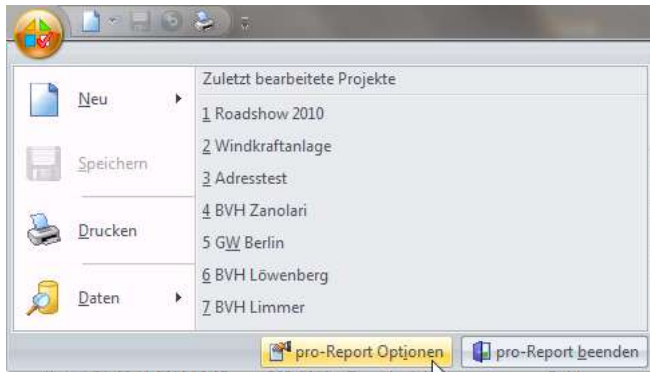 Zuletzt bearbeitete Projekte
Neu
1 Roadshow 2010
2 Windkraftanlage
Speichern
3 Adresstest
4 BVH Zanolari
Drucken
5 GW Berlin
6 BVH Löwenberg
Daten
7 BVH Limmer
pro-Report Optionen
pro-Report beenden